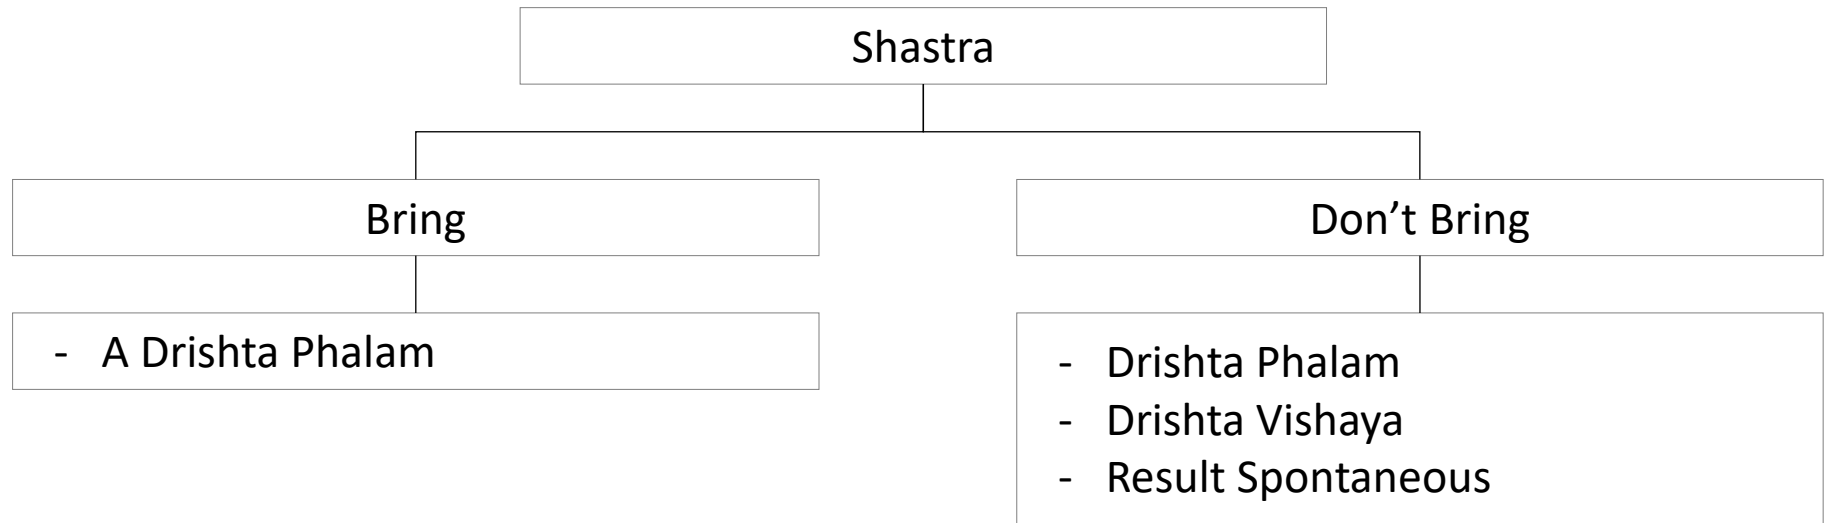 Shastra
Bring
Don’t Bring
- A Drishta Phalam
- Drishta Phalam
- Drishta Vishaya
- Result Spontaneous